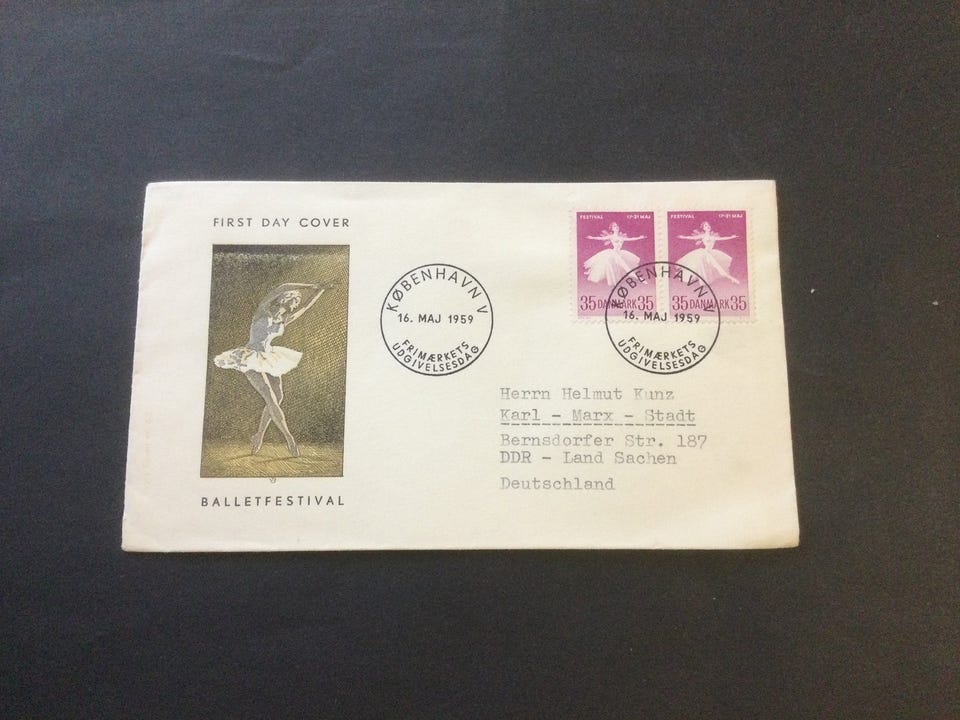 FIRST DAY COVER
BALLETFESTIVAL
KØBENHAVN V
16. MAJ 1959
FRIMÆRKETS
UDGIVELSESDAG
FESTIVAL 17-31 MAJ
35 DANMARK 35
FESTIVAL 17-31 MAJ
35 DANMARK 35
KØBENHAVN V
16. MAJ 1959
FRIMÆRKETS
UDGIVELSESDAG
Herrn Helmut Kunz
Karl - Marx - Stadt
Bernsdorfer Str. 187
DDR - Land Sachen
Deutschland